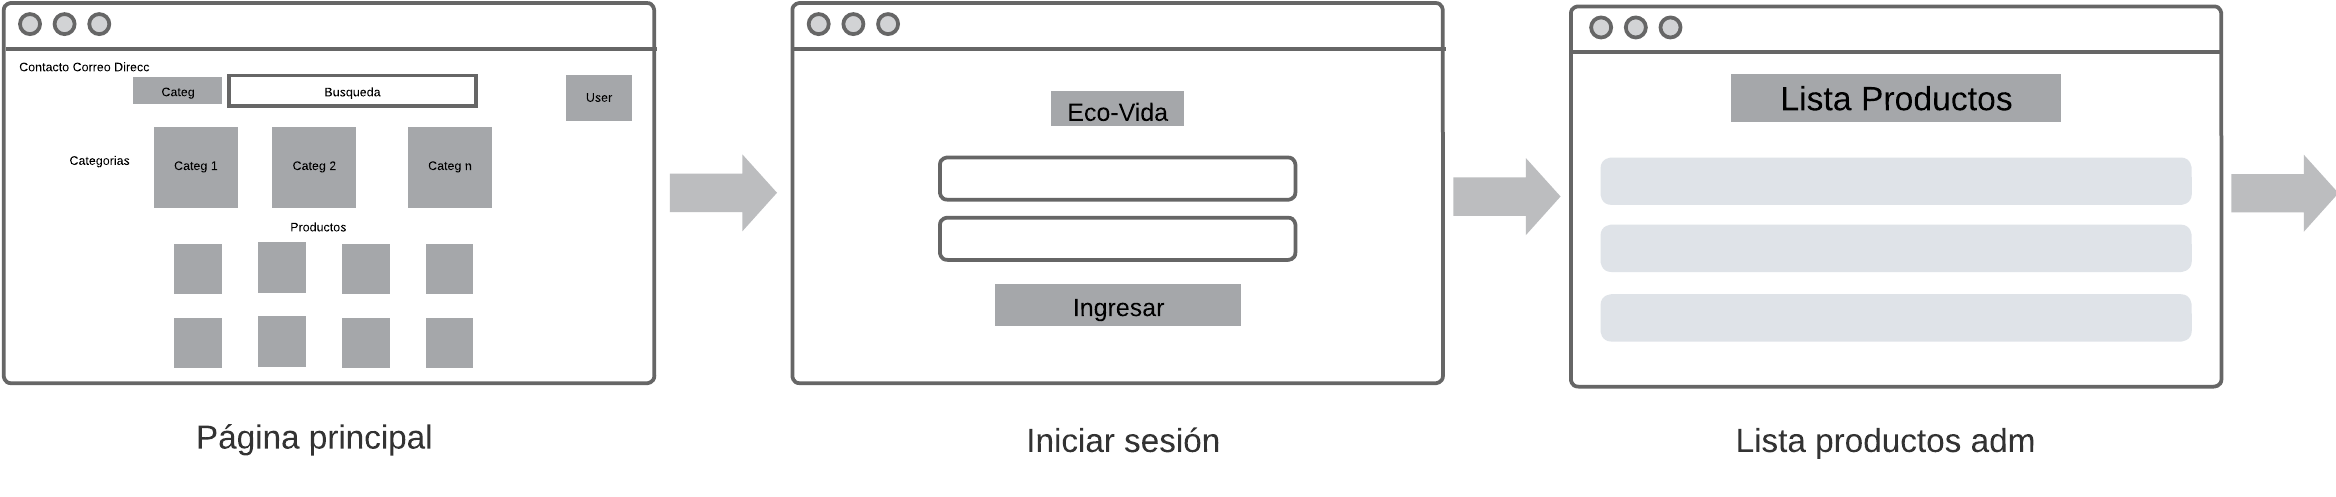 Contacto Correo Direcc
Categ
Busqueda
User
Categorias
Categ 1
Categ 2
Categ n
Productos
Página principal
Eco-Vida
Ingresar
Iniciar sesión
Lista Productos
Lista productos adm